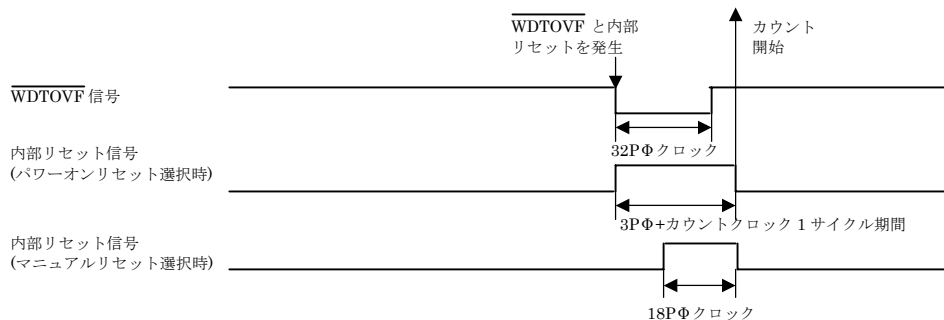 WDTOVF と内部
リセットを発生
カウント
開始
WDTOVF 信号
32PΦクロック
内部リセット信号
(パワーオンリセット選択時)
3PΦ+カウントクロック 1 サイクル期間
内部リセット信号
(マニュアルリセット選択時)
18PΦクロック